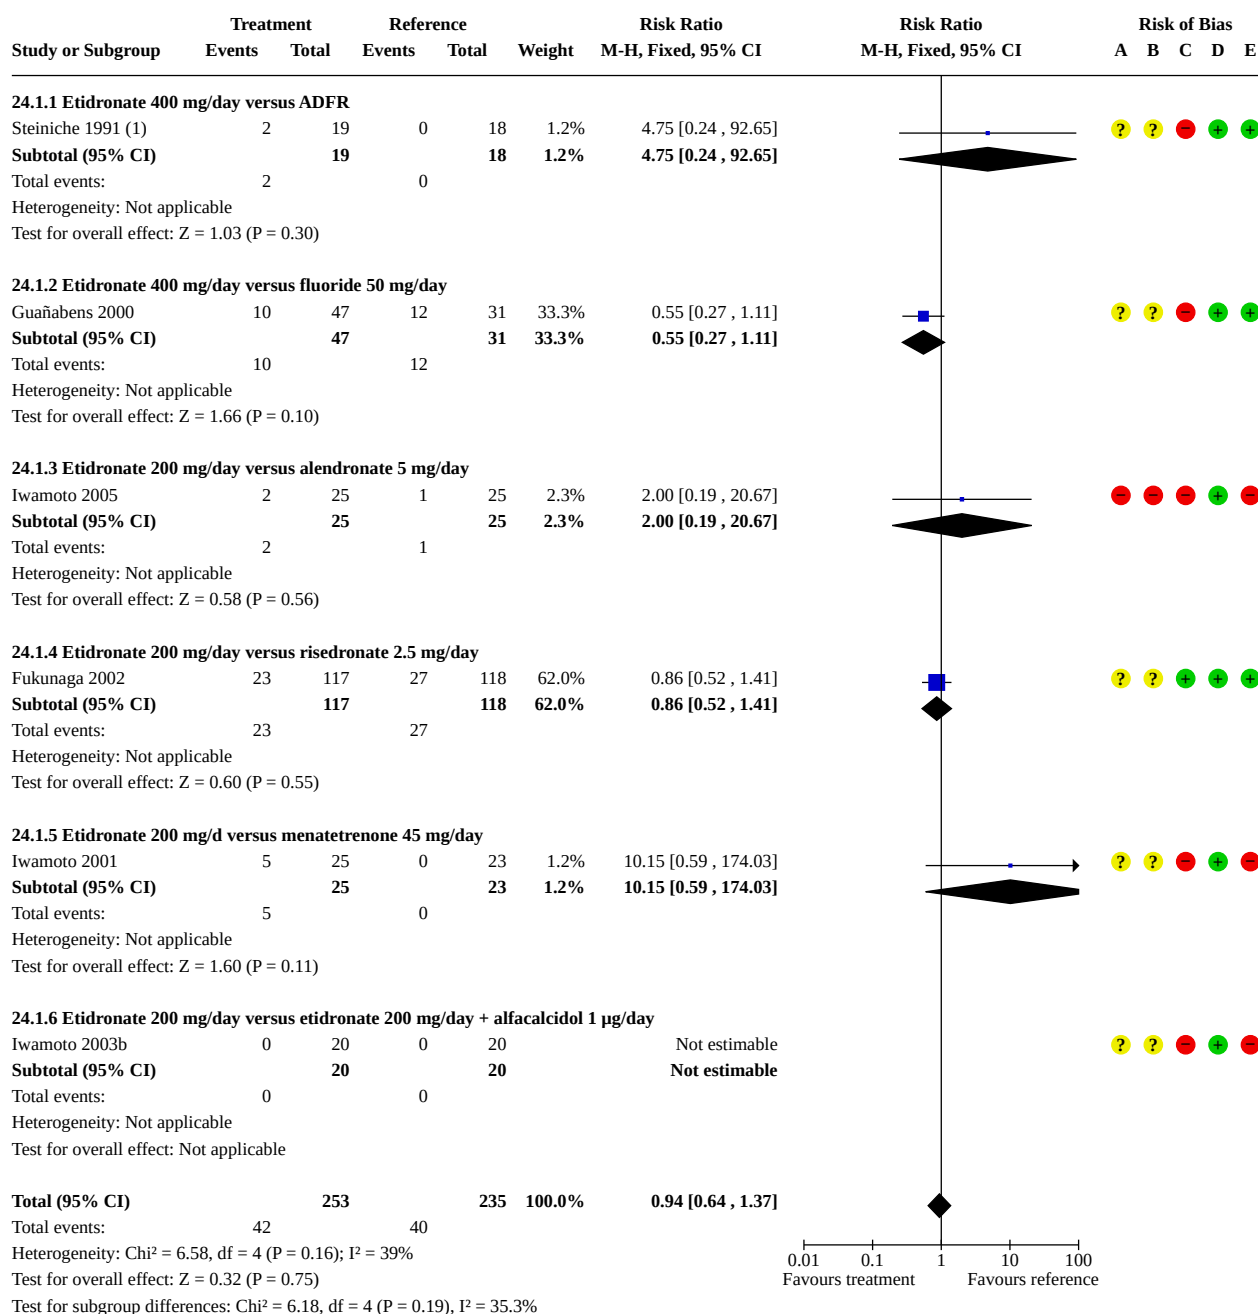 Treatment Reference Risk Ratio Risk Ratio Risk of Bias
Study or Subgroup Events Total Events Total Weight M-H, Fixed, 95% CI M-H, Fixed, 95% CI A B C D E
24.1.1 Etidronate 400 mg/day versus ADFR
Steiniche 1991 (1) 2 19 0 18 1.2% 4.75 [0.24 , 92.65] ? ? − + +
Subtotal (95% CI) 19 18 1.2% 4.75 [0.24 , 92.65]
Total events: 2 0
Heterogeneity: Not applicable
Test for overall effect: Z = 1.03 (P = 0.30)
24.1.2 Etidronate 400 mg/day versus fluoride 50 mg/day
Guañabens 2000 10 47 12 31 33.3% 0.55 [0.27 , 1.11] ? ? − + +
Subtotal (95% CI) 47 31 33.3% 0.55 [0.27 , 1.11]
Total events: 10 12
Heterogeneity: Not applicable
Test for overall effect: Z = 1.66 (P = 0.10)
24.1.3 Etidronate 200 mg/day versus alendronate 5 mg/day
Iwamoto 2005 2 25 1 25 2.3% 2.00 [0.19 , 20.67] − − − + −
Subtotal (95% CI) 25 25 2.3% 2.00 [0.19 , 20.67]
Total events: 2 1
Heterogeneity: Not applicable
Test for overall effect: Z = 0.58 (P = 0.56)
24.1.4 Etidronate 200 mg/day versus risedronate 2.5 mg/day
Fukunaga 2002 23 117 27 118 62.0% 0.86 [0.52 , 1.41] ? ? + + +
Subtotal (95% CI) 117 118 62.0% 0.86 [0.52 , 1.41]
Total events: 23 27
Heterogeneity: Not applicable
Test for overall effect: Z = 0.60 (P = 0.55)
24.1.5 Etidronate 200 mg/d versus menatetrenone 45 mg/day
Iwamoto 2001 5 25 0 23 1.2% 10.15 [0.59 , 174.03] ? ? − + −
Subtotal (95% CI) 25 23 1.2% 10.15 [0.59 , 174.03]
Total events: 5 0
Heterogeneity: Not applicable
Test for overall effect: Z = 1.60 (P = 0.11)
24.1.6 Etidronate 200 mg/day versus etidronate 200 mg/day + alfacalcidol 1 µg/day
Iwamoto 2003b 0 20 0 20 Not estimable ? ? − + −
Subtotal (95% CI) 20 20 Not estimable
Total events: 0 0
Heterogeneity: Not applicable
Test for overall effect: Not applicable
Total (95% CI) 253 235 100.0% 0.94 [0.64 , 1.37]
Total events: 42 40
Heterogeneity: Chi² = 6.58, df = 4 (P = 0.16); I² = 39%
Test for overall effect: Z = 0.32 (P = 0.75)
Test for subgroup differences: Chi² = 6.18, df = 4 (P = 0.19), I² = 35.3%
0.01 0.1 1 10 100
Favours treatment Favours reference